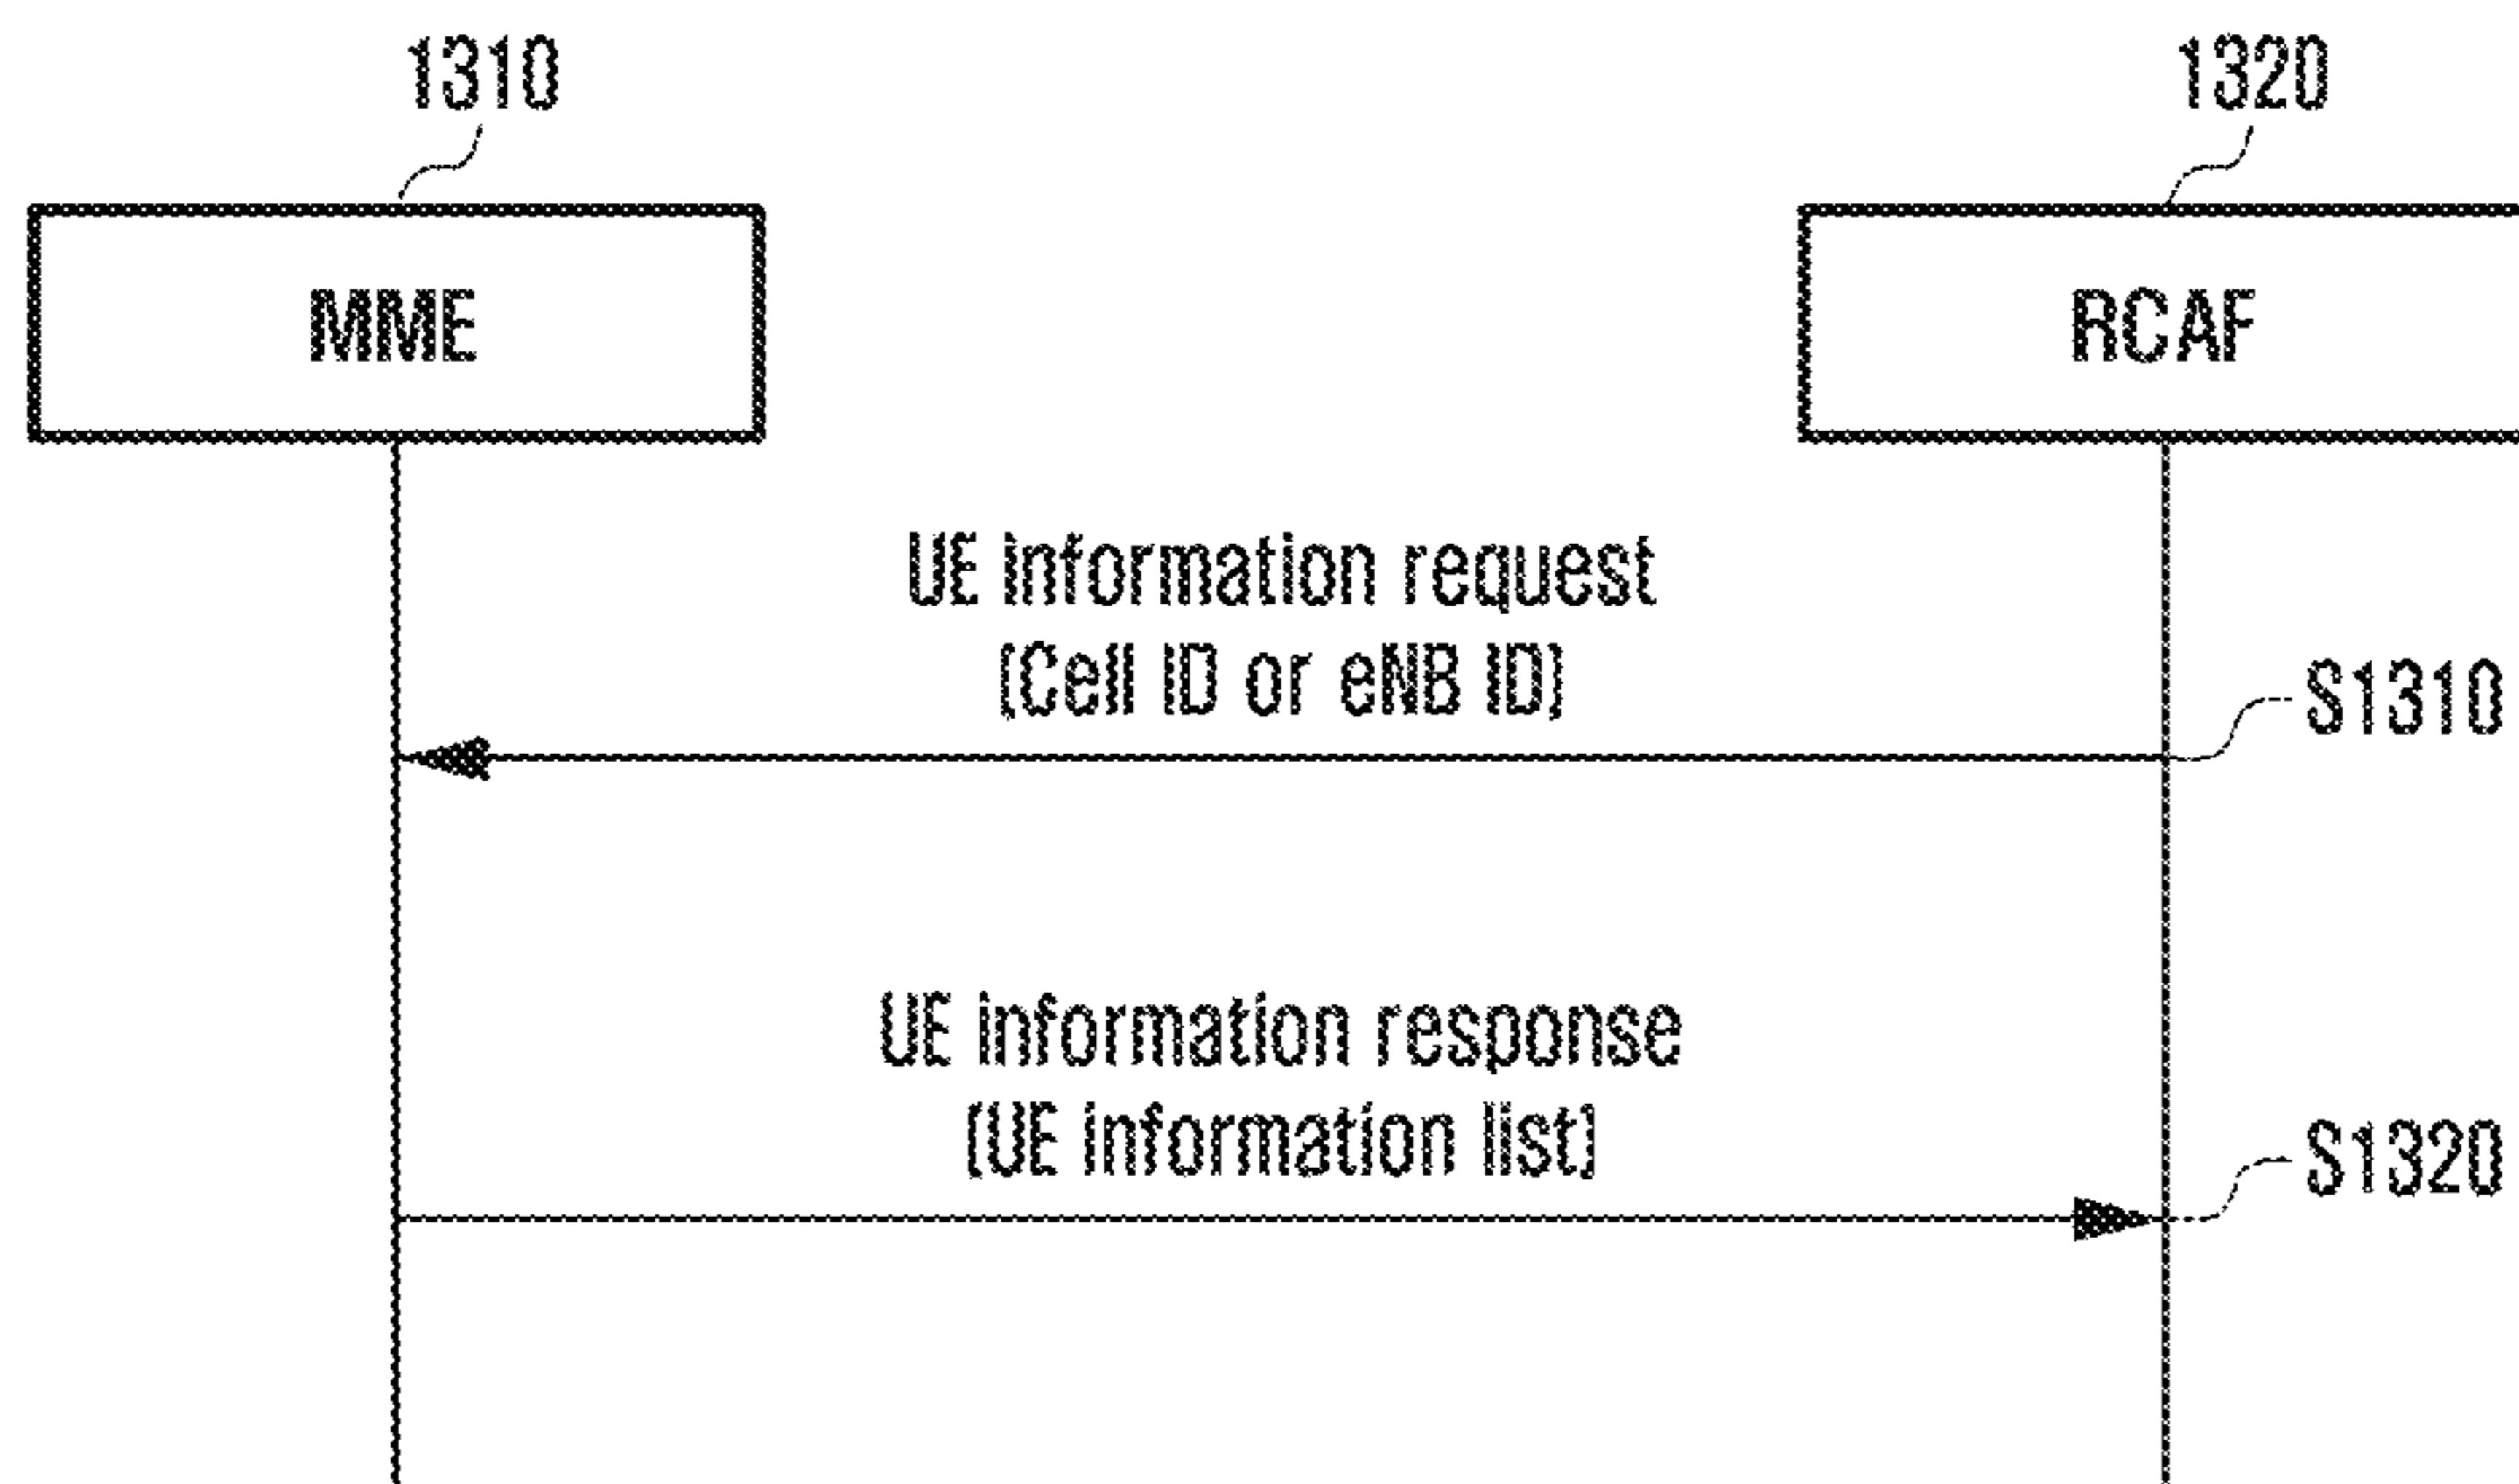 1310
1320
MME
RCAF
UE information request
(Cell ID or eNB ID)
S1310
UE information response
(UE information list)
S1320